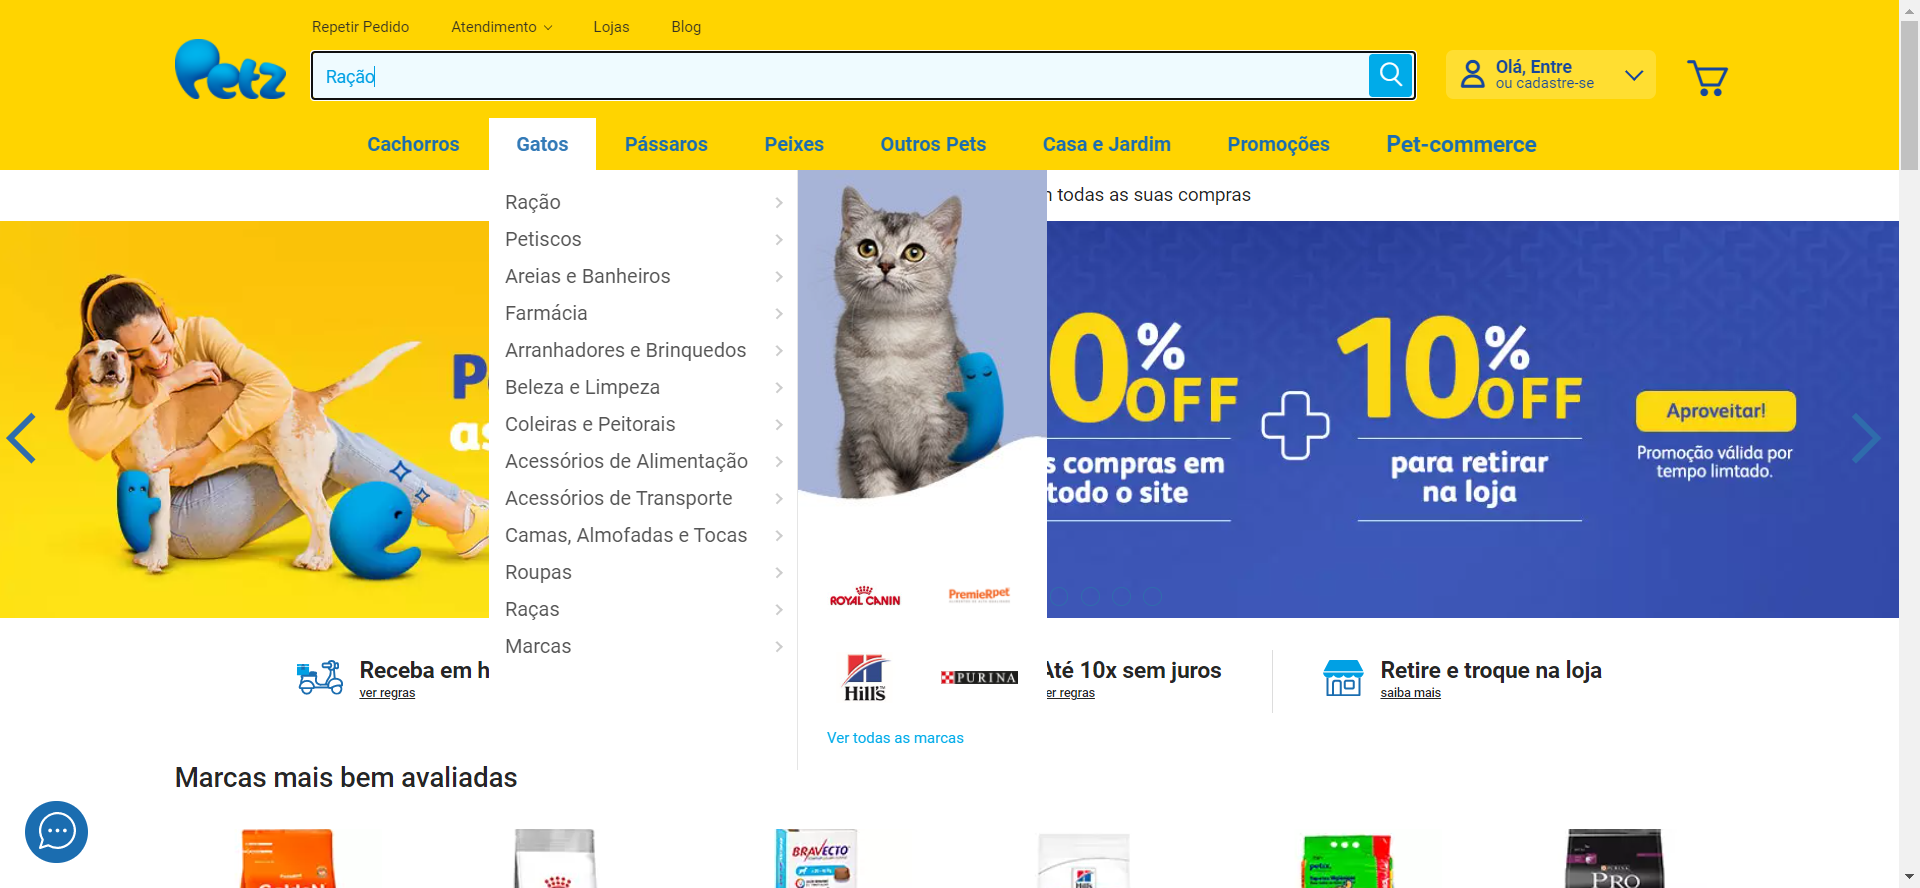 Repetir Pedido
Atendimento
Lojas
Blog
Petz
Ração
Olá, Entre
ou cadastre-se
Cachorros
Gatos
Pássaros
Peixes
Outros Pets
Casa e Jardim
Promoções
Pet-commerce
todas as suas compras
Ração
Petiscos
Areias e Banheiros
Farmácia
Arranhadores e Brinquedos
Beleza e Limpeza
Coleiras e Peitorais
Acessórios de Alimentação
Acessórios de Transporte
Camas, Almofadas e Tocas
Roupas
Raças
Marcas
ROYAL CANIN
PremieRpet
Hill's
PURINA
Ver todas as marcas
0% OFF
s compras em
todo o site
10% OFF
para retirar
na loja
Aproveitar!
Promoção válida por
tempo limtado.
Receba em h
ver regras
Até 10x sem juros
er regras
Retire e troque na loja
saiba mais
Marcas mais bem avaliadas
BRAVECTO
Hill's
petix
PURINA
PRO